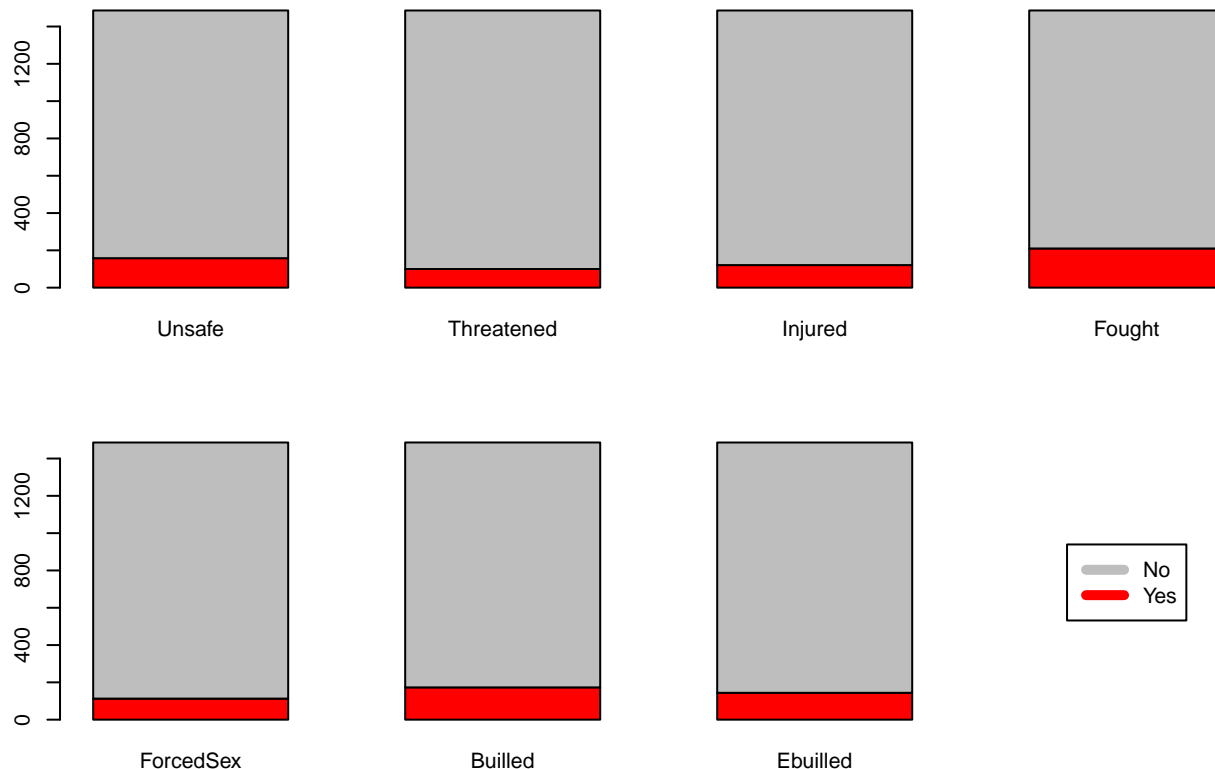 1200
800
400
0
Unsafe Threatened Injured Fought
1200
800
400
0
No
Yes
ForcedSex Builled Ebuilled